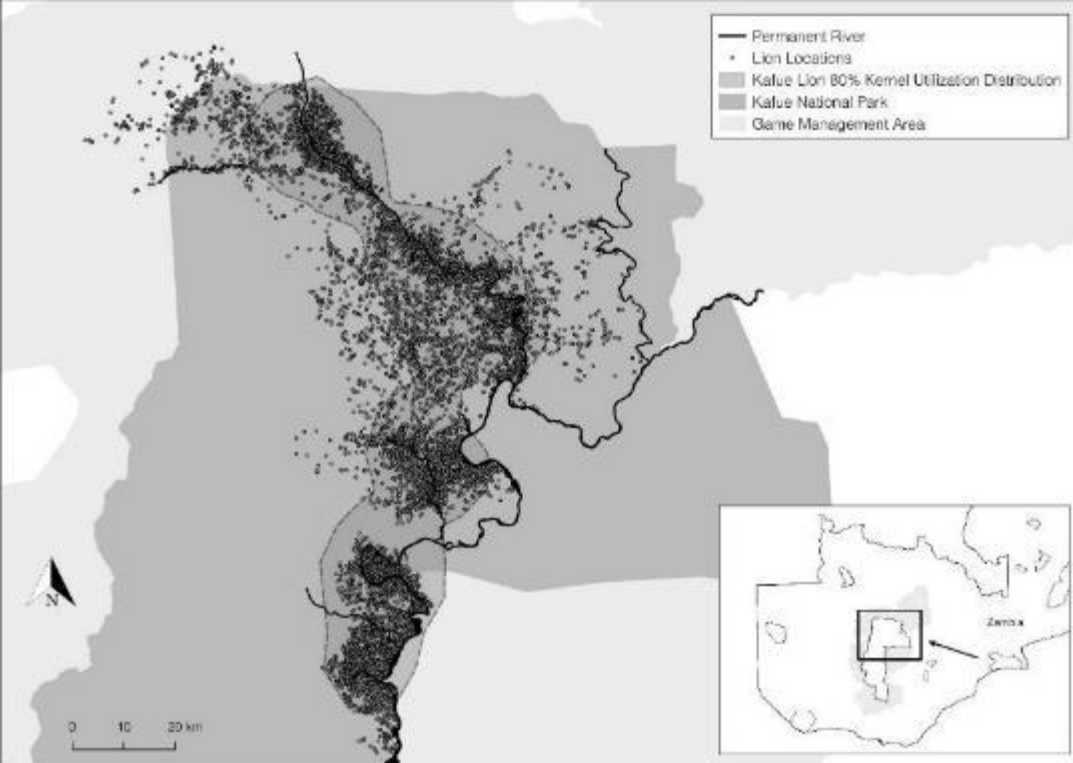 Permanent River
Lion Locations
Kafue Lion 80% Kernel Utilization Distribution
Kafue National Park
Game Management Area
N
Zambia
0 10 20 km